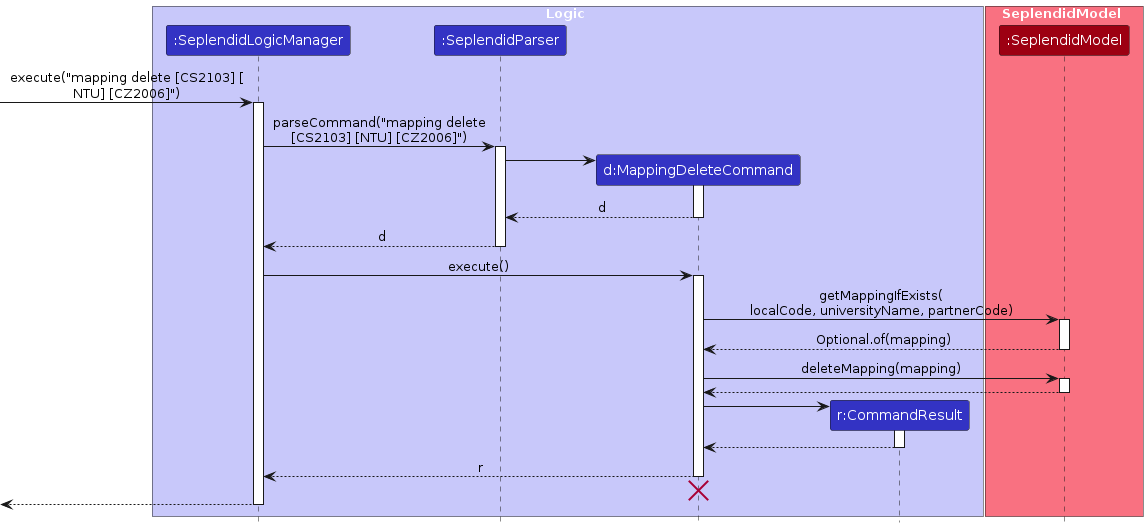 Logic
SeplendidModel
:SeplendidLogicManager
:SeplendidParser
:SeplendidModel
execute("mapping delete [CS2103] [
NTU] [CZ2006]")
parseCommand("mapping delete
[CS2103] [NTU] [CZ2006]")
d:MappingDeleteCommand
d
d
execute()
getMappingIfExists(
localCode, universityName, partnerCode)
Optional.of(mapping)
deleteMapping(mapping)
r:CommandResult
r